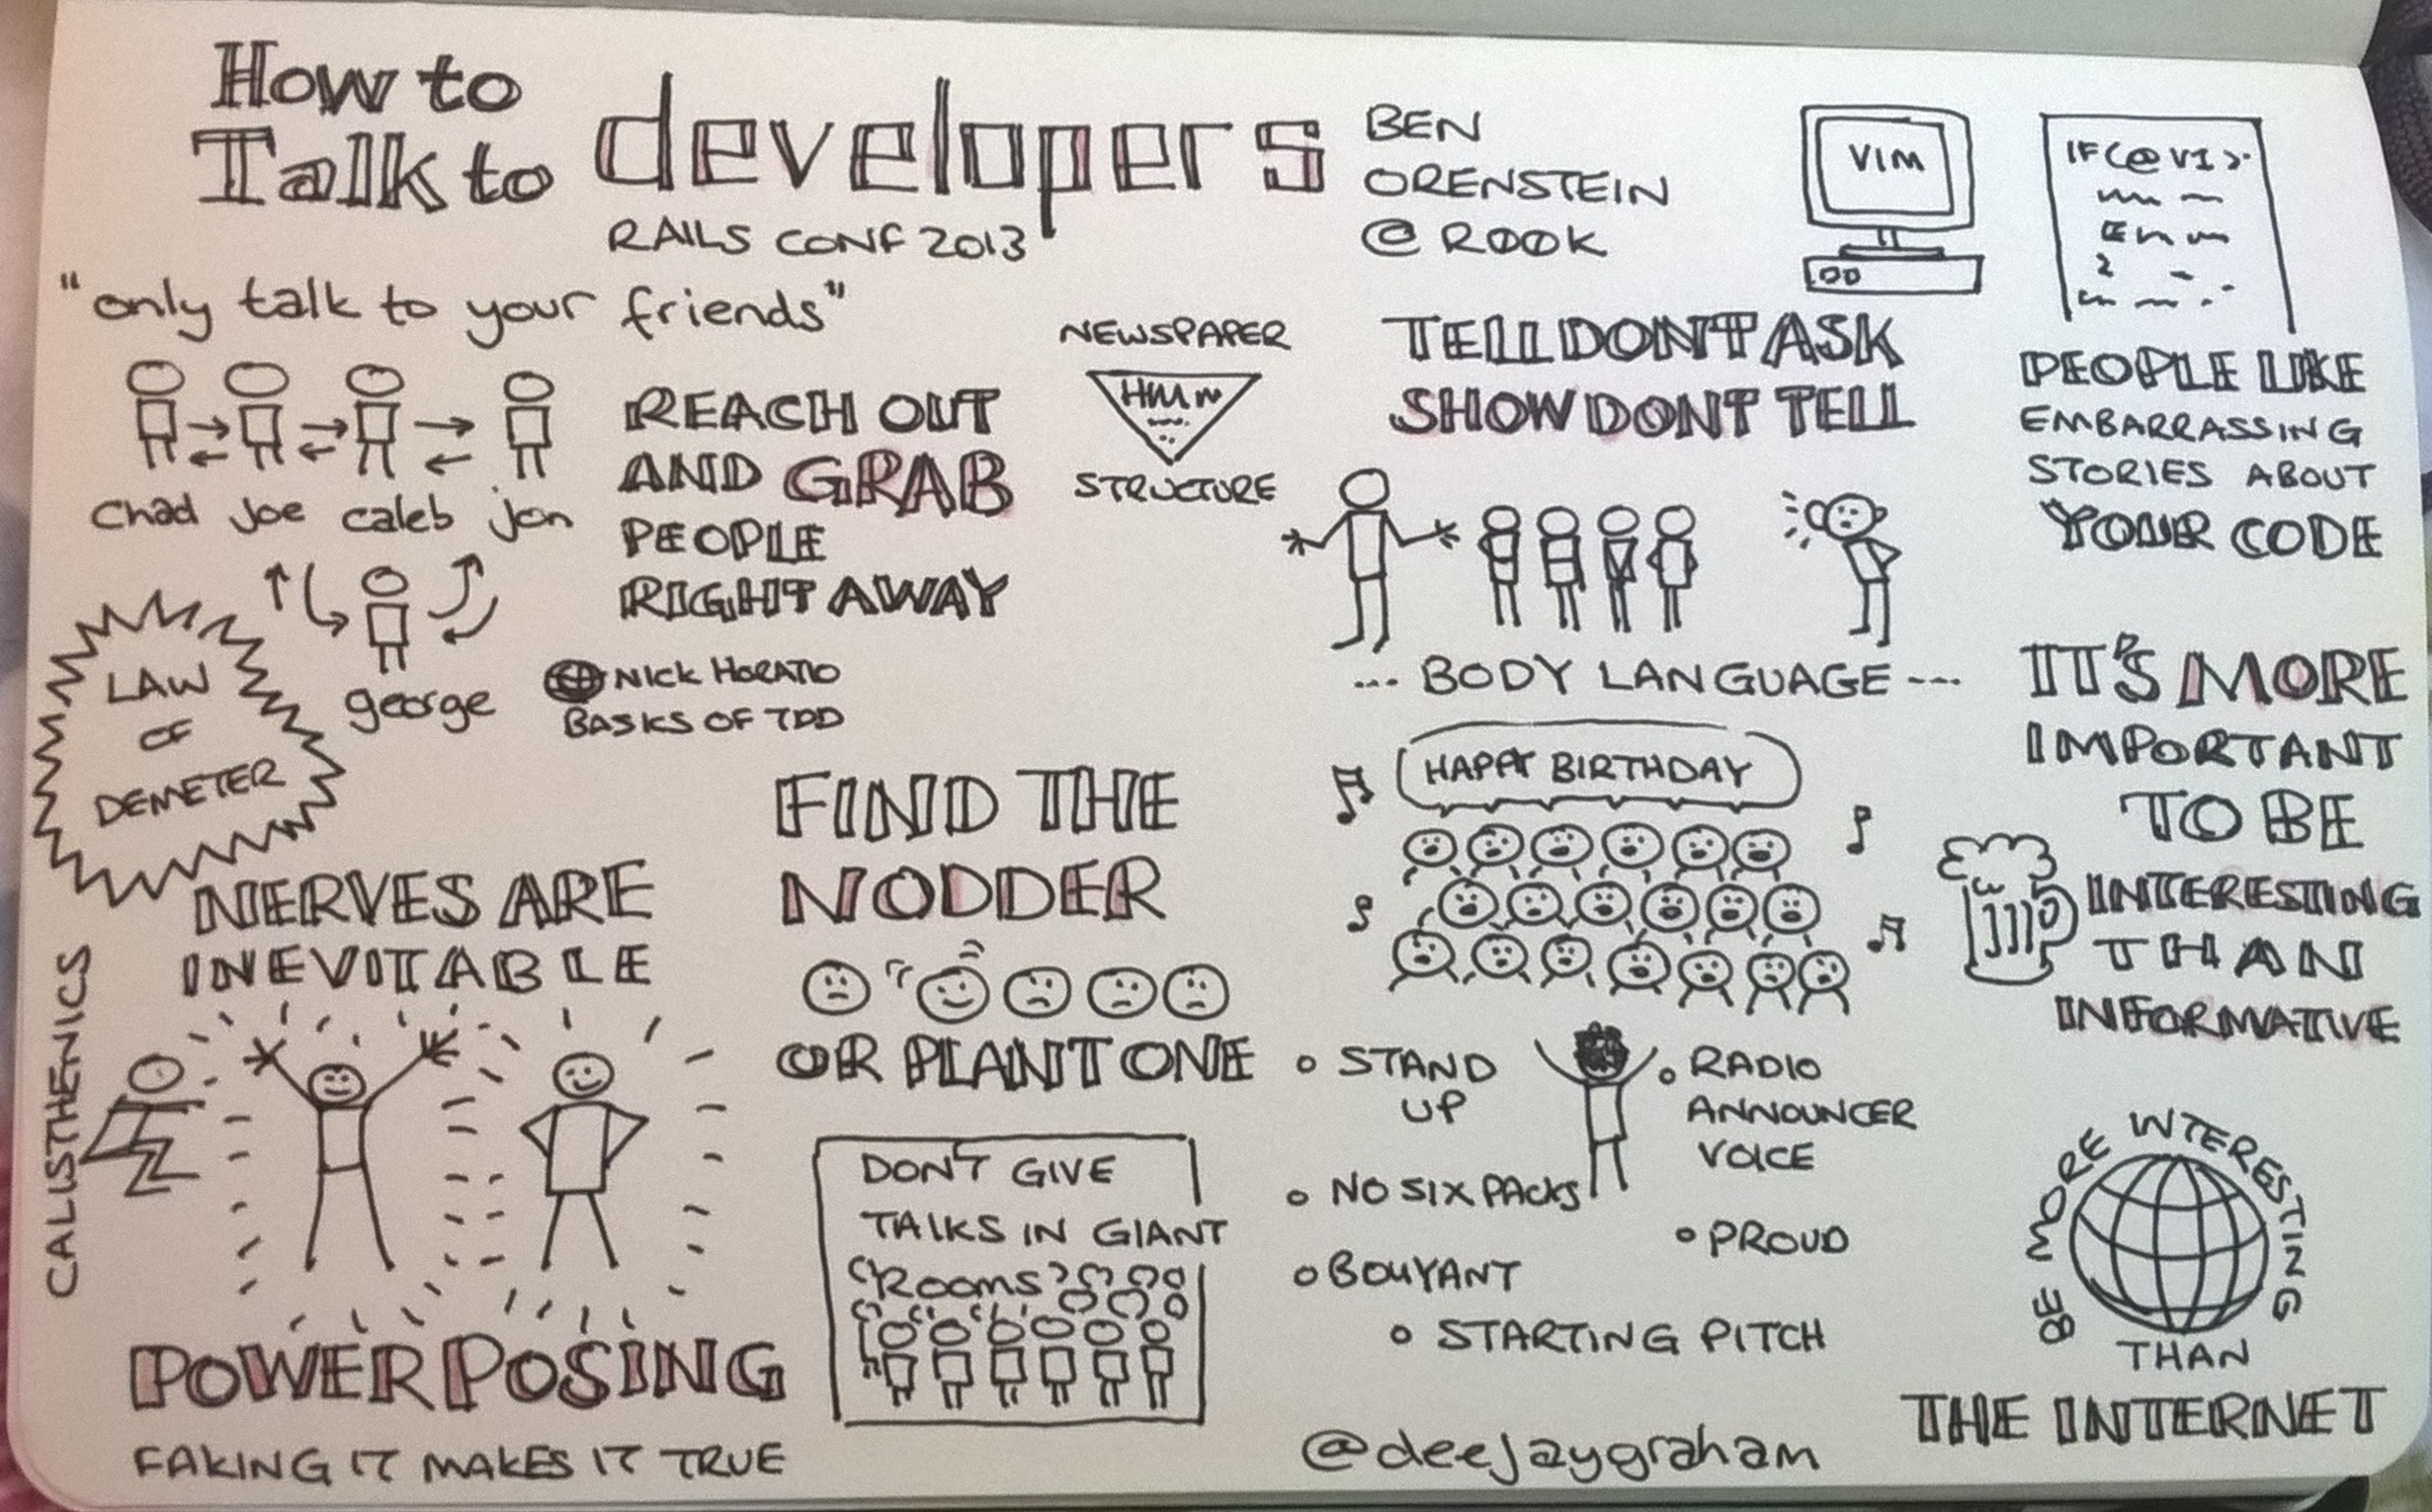 How to
Talk to developers
RAILS CONF 2013
BEN
ORENSTEIN
@ RØØK
VIM
IF (@ V1 >
"only talk to your friends"
chad joe caleb jon
george
LAW
OF
DEMETER
REACH OUT
AND GRAB
PEOPLE
RIGHT AWAY
NICK HORATIO
BASICS OF TDD
NEWSPAPER
STRUCTURE
TELL DONT ASK
SHOW DONT TELL
--- BODY LANGUAGE ---
PEOPLE LIKE
EMBARRASSING
STORIES ABOUT
YOUR CODE
IT'S MORE
IMPORTANT
TO BE
INTERESTING
THAN
INFORMATIVE
NERVES ARE
INEVITABLE
CALISTHENICS
POWER POSING
FAKING IT MAKES IT TRUE
FIND THE
NODDER
OR PLANT ONE
DON'T GIVE
TALKS IN GIANT
ROOMS
HAPPY BIRTHDAY
STAND
UP
RADIO
ANNOUNCER
VOICE
NO SIX PACKS
PROUD
BOUYANT
STARTING PITCH
@deejaygraham
BE MORE INTERESTING
THAN
THE INTERNET